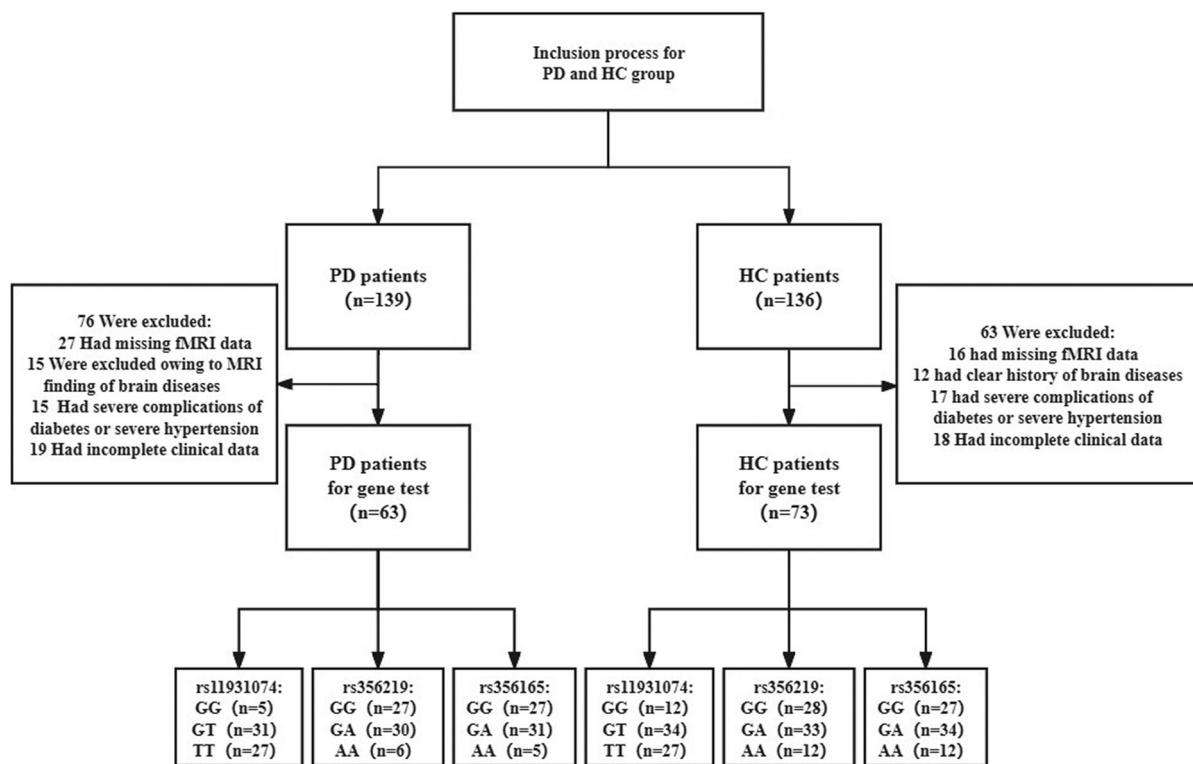 Inclusion process for
PD and HC group
PD patients
(n=139)
HC patients
(n=136)
76 Were excluded:
27 Had missing fMRI data
15 Were excluded owing to MRI
finding of brain diseases
15 Had severe complications of
diabetes or severe hypertension
19 Had incomplete clinical data
63 Were excluded:
16 had missing fMRI data
12 had clear history of brain diseases
17 had severe complications of
diabetes or severe hypertension
18 Had incomplete clinical data
PD patients
for gene test
(n=63)
HC patients
for gene test
(n=73)
rs11931074:
GG (n=5)
GT (n=31)
TT (n=27)
rs356219:
GG (n=27)
GA (n=30)
AA (n=6)
rs356165:
GG (n=27)
GA (n=31)
AA (n=5)
rs11931074:
GG (n=12)
GT (n=34)
TT (n=27)
rs356219:
GG (n=28)
GA (n=33)
AA (n=12)
rs356165:
GG (n=27)
GA (n=34)
AA (n=12)